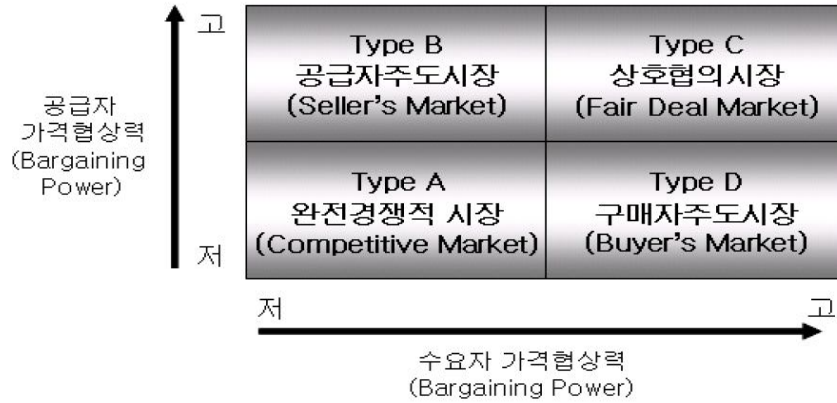 고
공급자
가격협상력
(Bargaining
Power)
저
Type B
공급자주도시장
(Seller's Market)
Type C
상호협의시장
(Fair Deal Market)
Type A
완전경쟁적 시장
(Competitive Market)
Type D
구매자주도시장
(Buyer's Market)
저
고
수요자 가격협상력
(Bargaining Power)